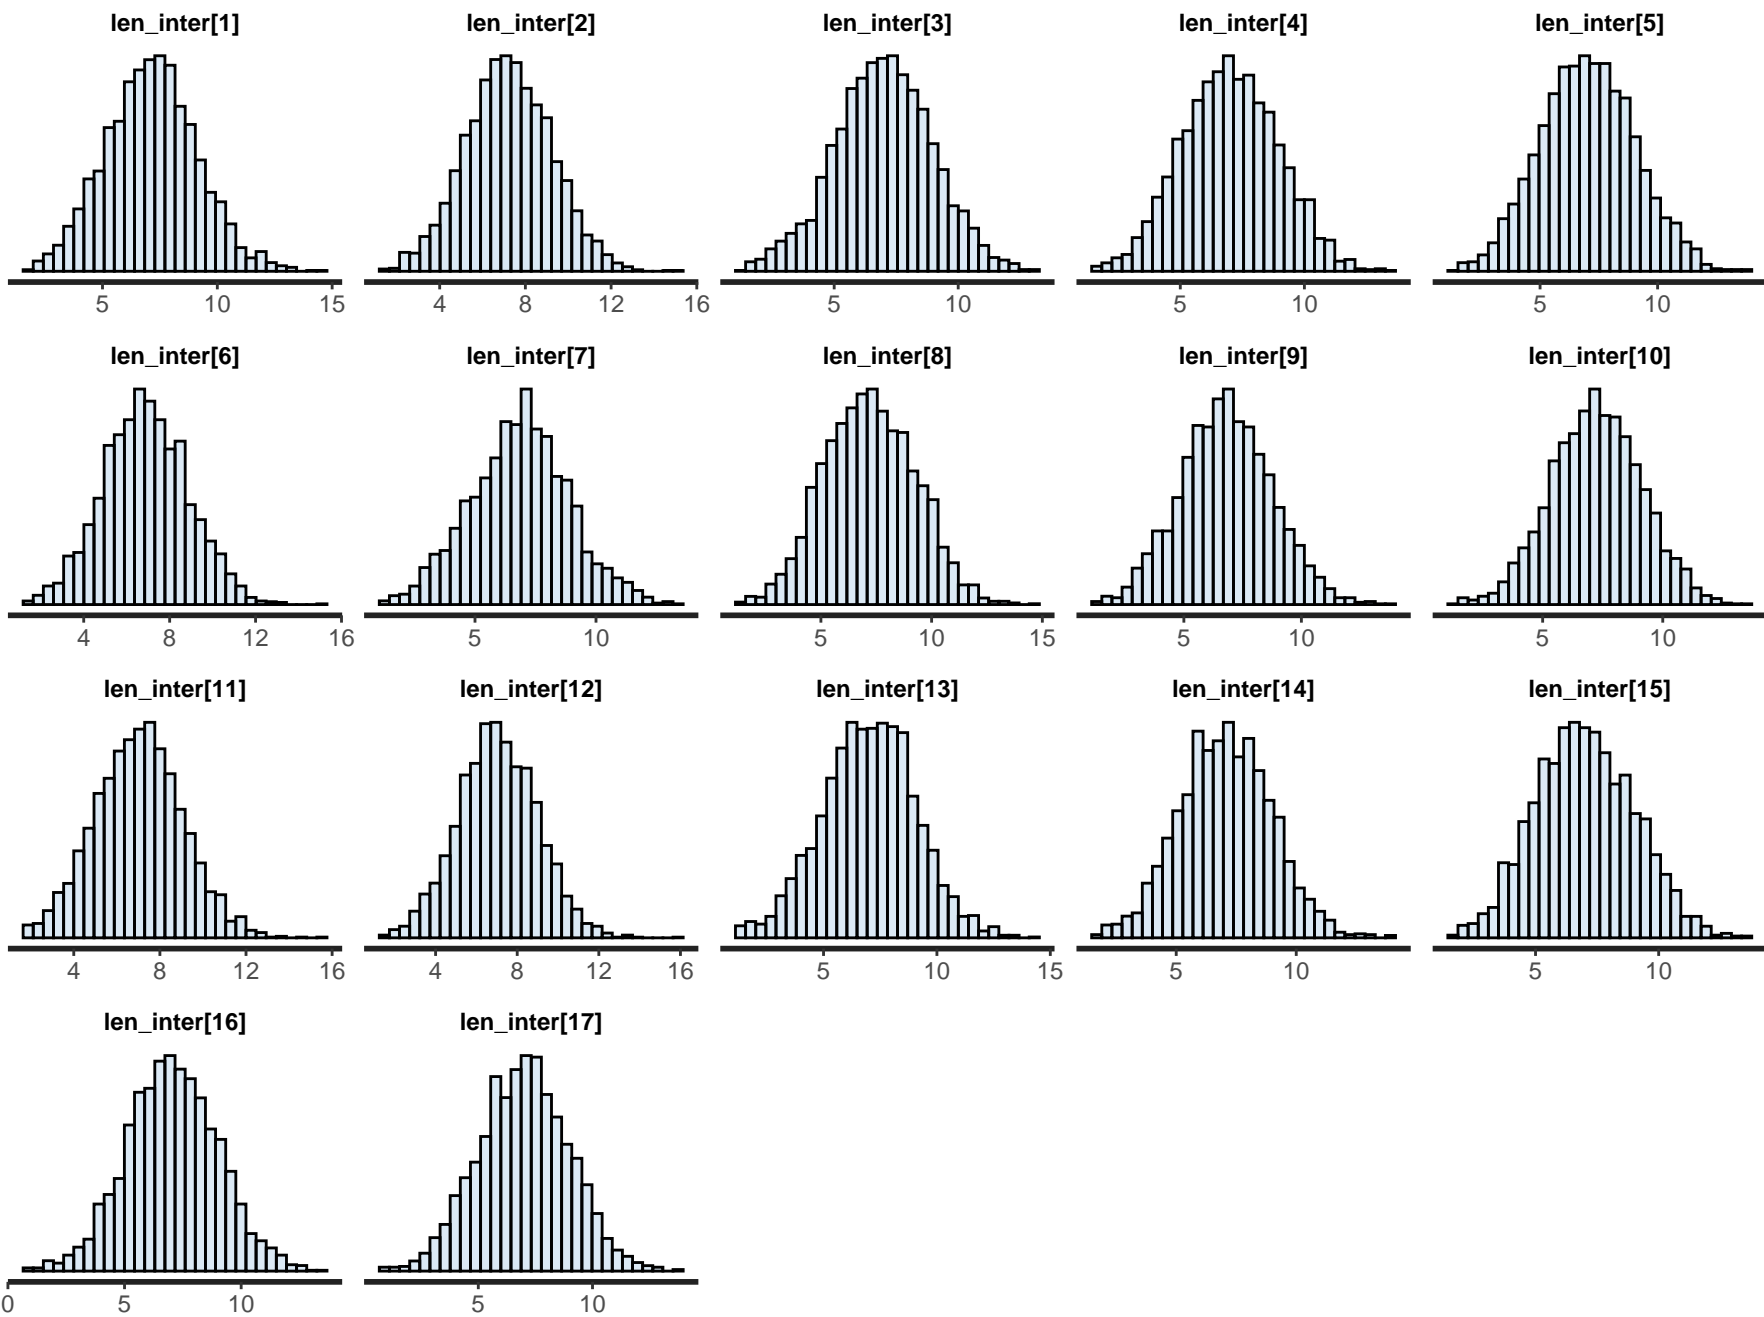 len_inter[1] len_inter[2] len_inter[3] len_inter[4] len_inter[5]
5 10 15 4 8 12 16 5 10 5 10 5 10
len_inter[6] len_inter[7] len_inter[8] len_inter[9] len_inter[10]
4 8 12 16 5 10 5 10 15 5 10 5 10
len_inter[11] len_inter[12] len_inter[13] len_inter[14] len_inter[15]
4 8 12 16 4 8 12 16 5 10 15 5 10 5 10
len_inter[16] len_inter[17]
0 5 10 5 10